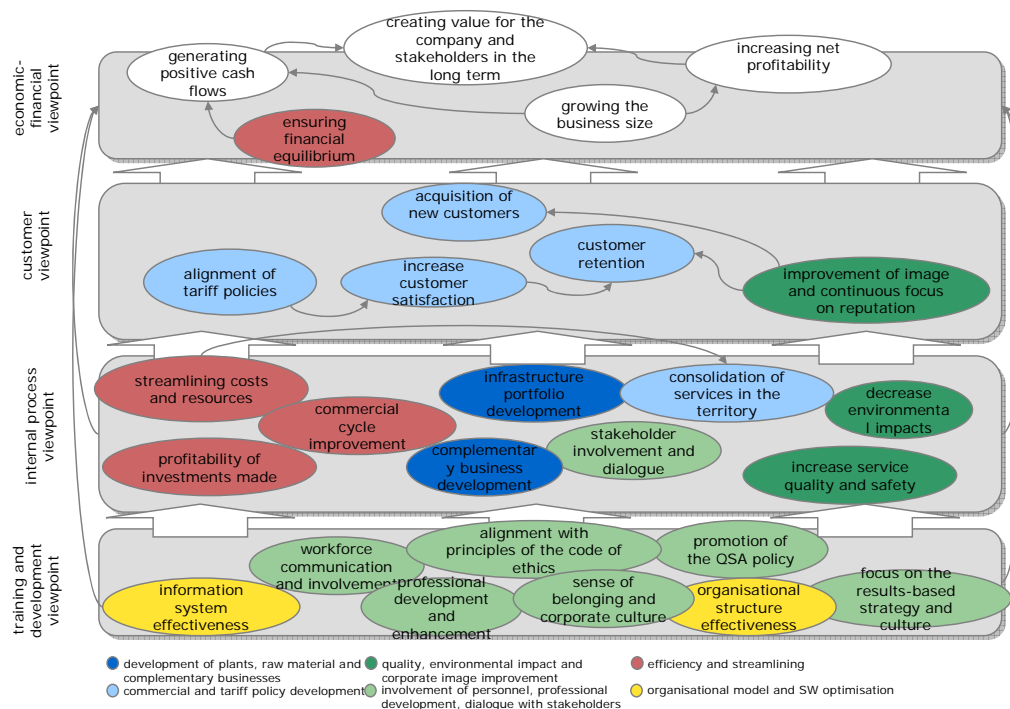 economic-
financial
viewpoint
creating value for the
company and
stakeholders in the
long term
generating
positive cash
flows
increasing net
profitability
growing the
business size
ensuring
financial
equilibrium
customer
viewpoint
acquisition of
new customers
customer
retention
alignment of
tariff policies
increase
customer
satisfaction
improvement of image
and continuous focus
on reputation
internal process
viewpoint
streamlining costs
and resources
infrastructure
portfolio
development
consolidation of
services in the
territory
decrease
environmenta
l impacts
commercial
cycle
improvement
stakeholder
involvement and
dialogue
profitability of
investments made
complementar
y business
development
increase service
quality and safety
training and
development
viewpoint
workforce
communication
and involvement
alignment with
principles of the code of
ethics
promotion
of the QSA policy
information
system
effectiveness
professional
development
and
enhancement
sense of
belonging and
corporate culture
organisational
structure
effectiveness
focus on the
results-based
strategy and
culture
development of plants, raw material and
complementary businesses
quality, environmental impact and
corporate image improvement
efficiency and streamlining
commercial and tariff policy development
involvement of personnel, professional
development, dialogue with stakeholders
organisational model and SW optimisation